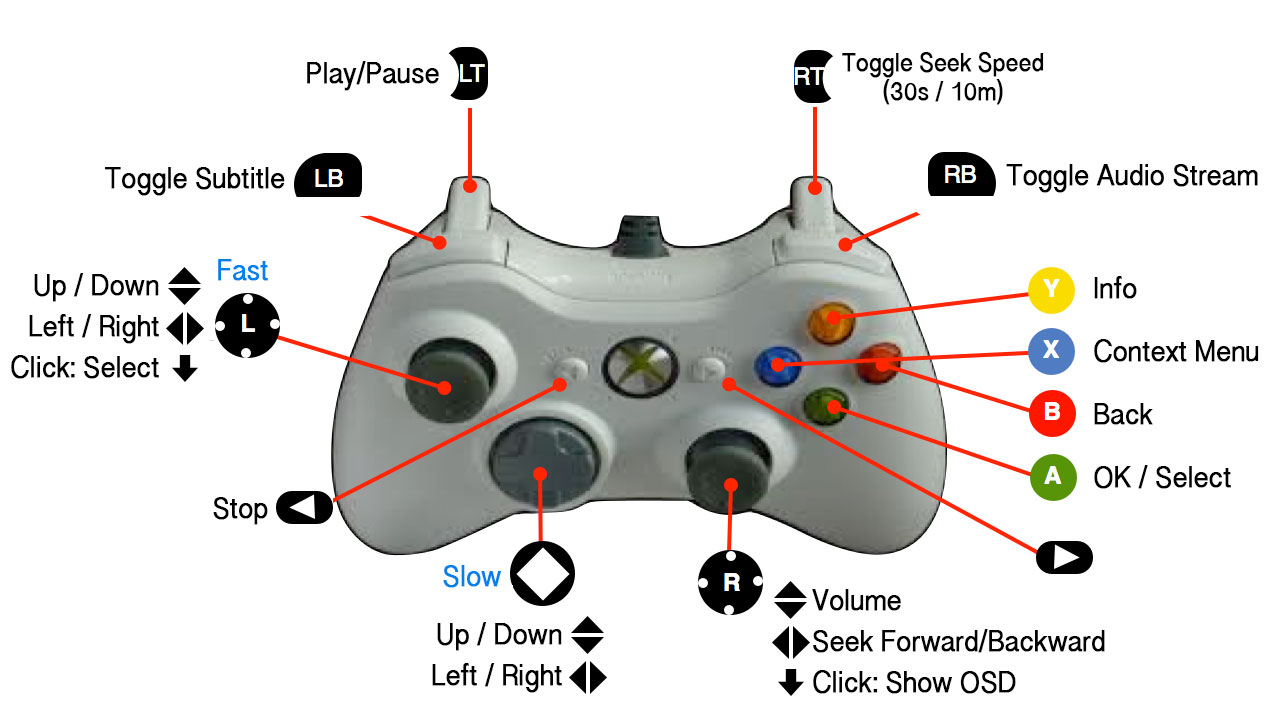 Play/Pause LT
RT Toggle Seek Speed
(30s / 10m)
Toggle Subtitle LB
RB Toggle Audio Stream
Fast
Up / Down
Left / Right
L
Click: Select
Y Info
X Context Menu
B Back
A OK / Select
Stop
Slow
Up / Down
Left / Right
R
Volume
Seek Forward/Backward
Click: Show OSD